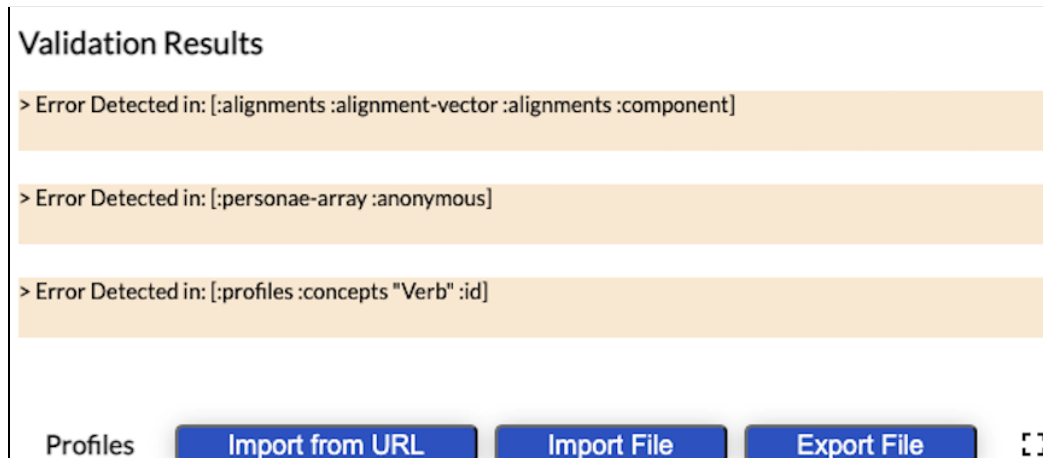 Validation Results
> Error Detected in: [:alignments :alignment-vector :alignments :component]
> Error Detected in: [:personae-array :anonymous]
> Error Detected in: [:profiles :concepts "Verb" :id]
Profiles Import from URL Import File Export File